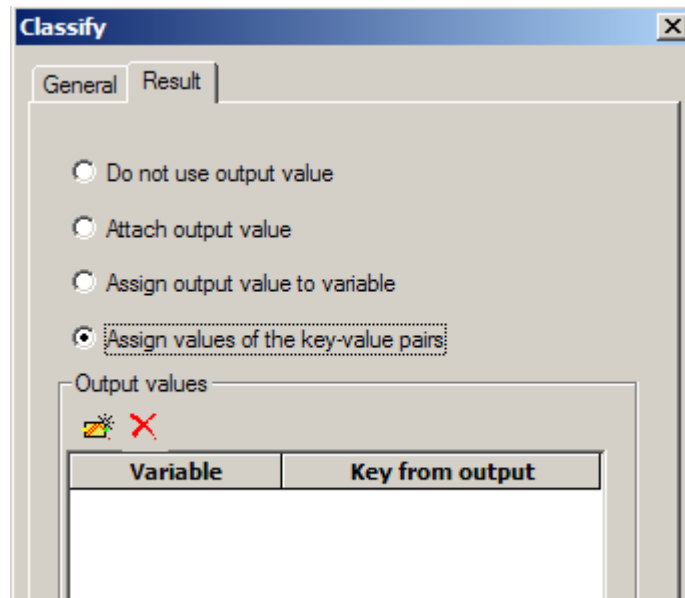 Classify
General Result
Do not use output value
Attach output value
Assign output value to variable
Assign values of the key-value pairs
Output values
Variable Key from output